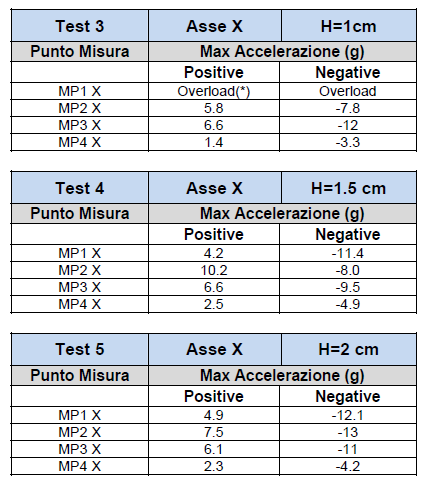 Test 3 Asse X H=1cm
Punto Misura Max Accelerazione (g)
Positive Negative
MP1 X Overload(*) Overload
MP2 X 5.8 -7.8
MP3 X 6.6 -12
MP4 X 1.4 -3.3
Test 4 Asse X H=1.5 cm
Punto Misura Max Accelerazione (g)
Positive Negative
MP1 X 4.2 -11.4
MP2 X 10.2 -8.0
MP3 X 6.6 -9.5
MP4 X 2.5 -4.9
Test 5 Asse X H=2 cm
Punto Misura Max Accelerazione (g)
Positive Negative
MP1 X 4.9 -12.1
MP2 X 7.5 -13
MP3 X 6.1 -11
MP4 X 2.3 -4.2